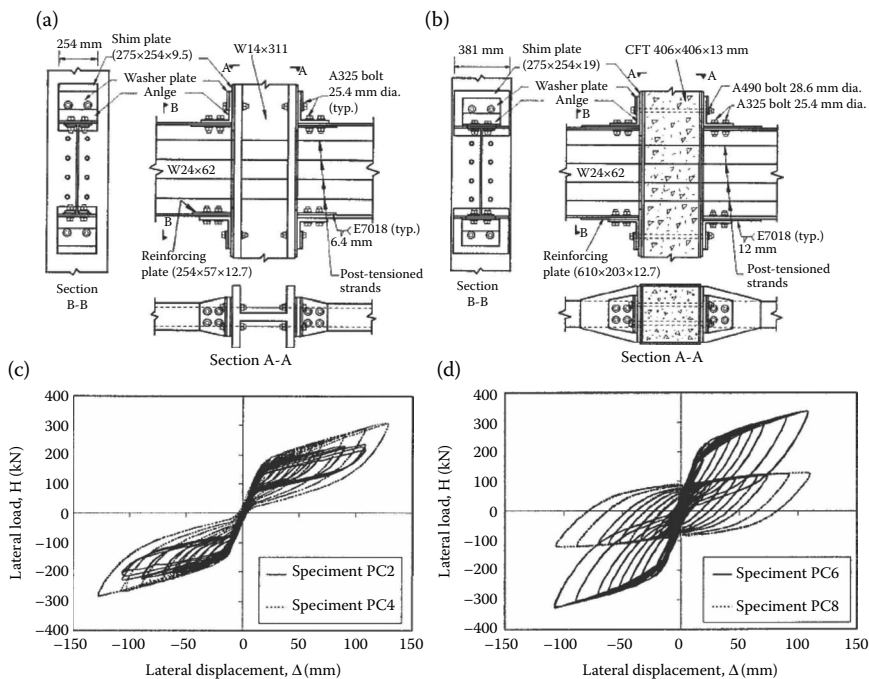 (a)
254 mm
Shim plate
(275×254×9.5)
Washer plate
Anlge
W14×311
A
A
B
A325 bolt
25.4 mm dia.
(typ.)
W24×62
B
E7018 (typ.)
6.4 mm
Reinforcing
plate (254×57×12.7)
Post-tensioned
strands
Section
B-B
Section A-A
(b)
381 mm
Shim plate
(275×254×19)
Washer plate
Anlge
CFT 406×406×13 mm
A
A
B
A490 bolt 28.6 mm dia.
A325 bolt 25.4 mm dia.
W24×62
B
E7018 (typ.)
12 mm
Reinforcing
plate (610×203×12.7)
Post-tensioned
strands
Section
B-B
Section A-A
(c)
Lateral load, H (kN)
400
300
200
100
0
−100
−200
−300
−400
−150
−100
−50
0
50
100
150
Speciment PC2
Speciment PC4
Lateral displacement, Δ (mm)
(d)
Lateral load, H (kN)
400
300
200
100
0
−100
−200
−300
−400
−150
−100
−50
0
50
100
150
Speciment PC6
Speciment PC8
Lateral displacement, Δ (mm)